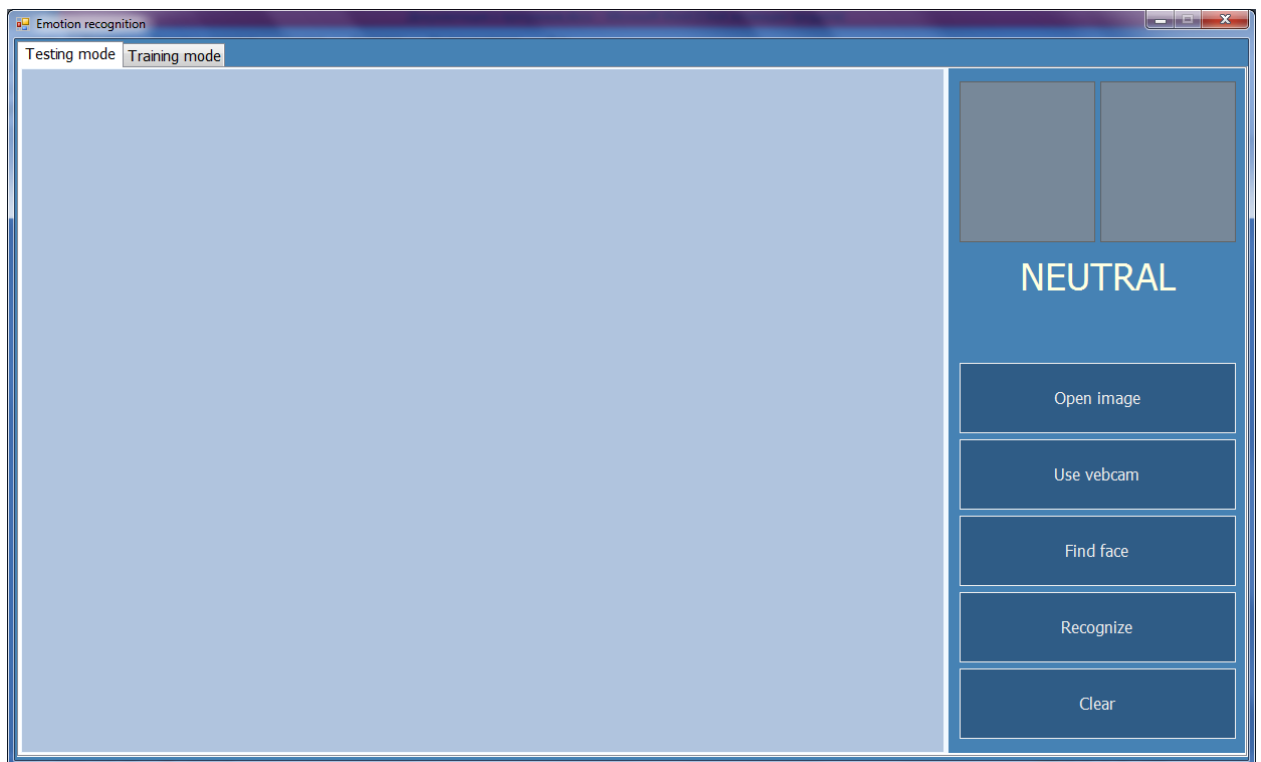 Emotion recognition
Testing mode Training mode
NEUTRAL
Open image
Use vebcam
Find face
Recognize
Clear